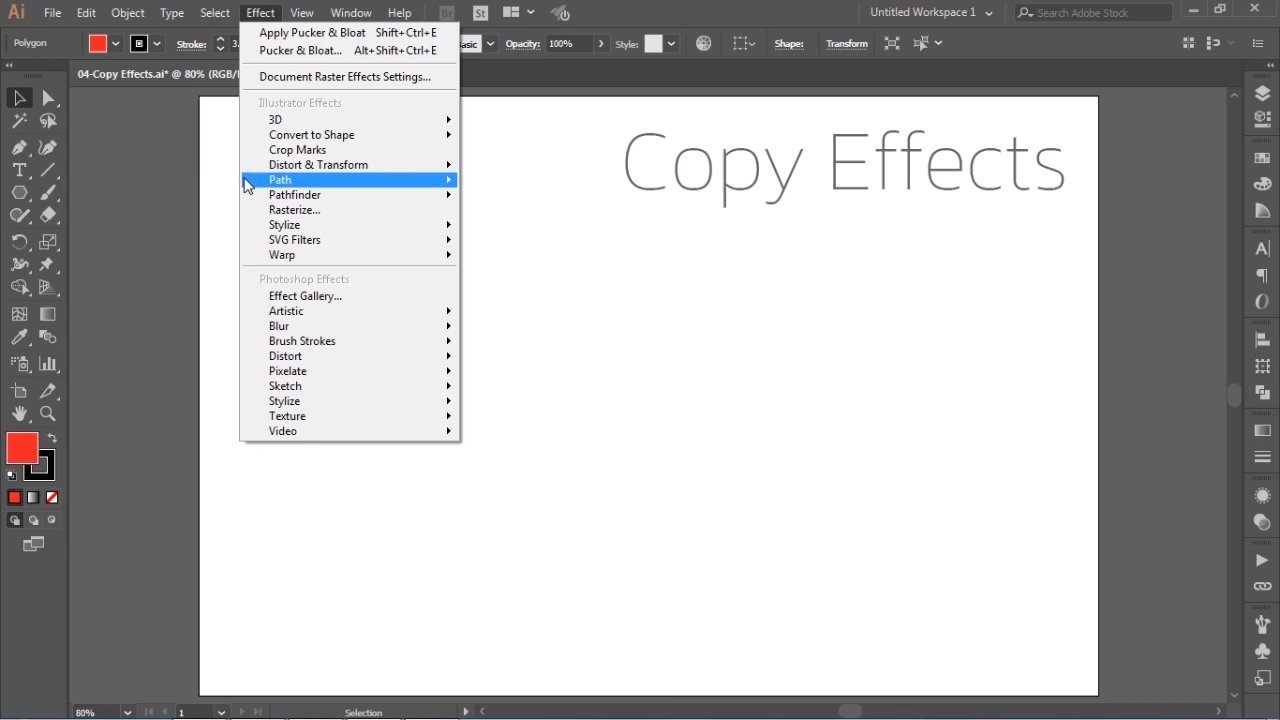 Ai File Edit Object Type Select Effect View Window Help Br St Untitled Workspace 1 Search Adobe Stock
Polygon Stroke: 3. Basic Opacity: 100% Style: Shape: Transform
04-Copy Effects.ai* @ 80% (RGB/
Apply Pucker & Bloat Shift+Ctrl+E
Pucker & Bloat... Alt+Shift+Ctrl+E
Document Raster Effects Settings...
Illustrator Effects
3D
Convert to Shape
Crop Marks
Distort & Transform
Path
Pathfinder
Rasterize...
Stylize
SVG Filters
Warp
Photoshop Effects
Effect Gallery...
Artistic
Blur
Brush Strokes
Distort
Pixelate
Sketch
Stylize
Texture
Video
Copy Effects
80% 1 Selection